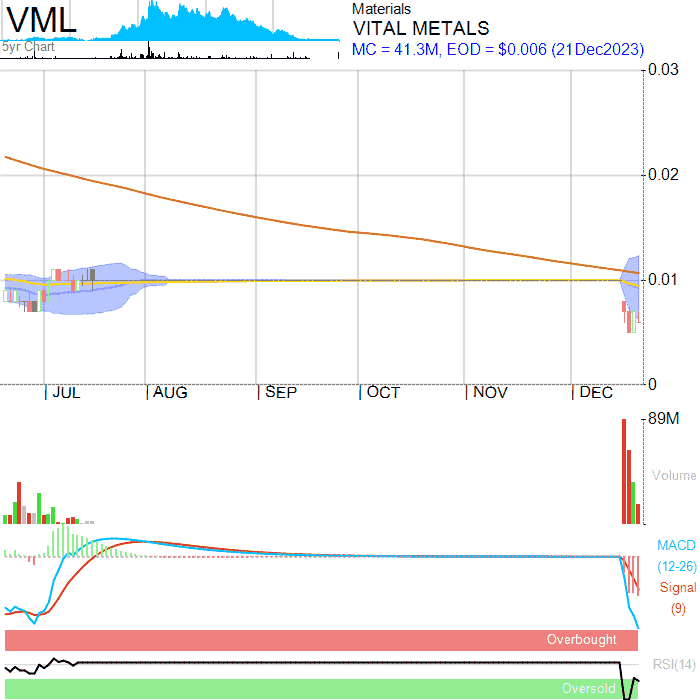 VML
5yr Chart
Materials
VITAL METALS
MC = 41.3M, EOD = $0.006 (21Dec2023)
0.03
0.02
0.01
0
JUL AUG SEP OCT NOV DEC
89M
Volume
MACD
(12-26)
Signal
(9)
Overbought
RSI(14)
Oversold